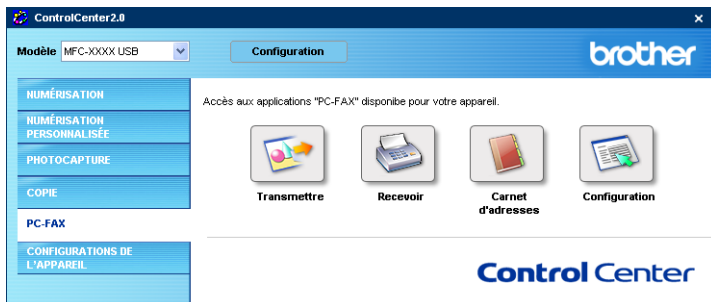 ControlCenter2.0
Modèle MFC-XXXX USB Configuration brother
NUMÉRISATION
NUMÉRISATION
PERSONNALISÉE
PHOTOCAPTURE
COPIE
PC-FAX
CONFIGURATIONS DE
L'APPAREIL
Accès aux applications "PC-FAX" disponibe pour votre appareil.
Transmettre Recevoir Carnet d'adresses Configuration
Control Center